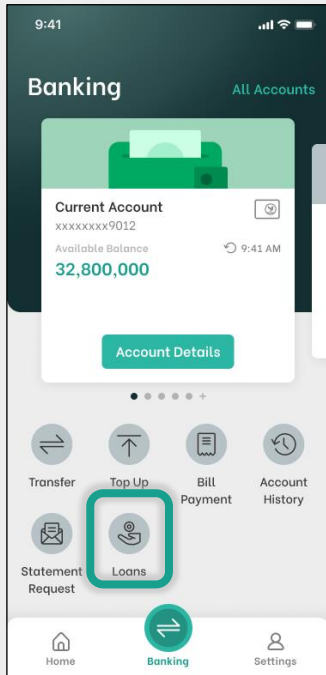 9:41
Banking
All Accounts
Current Account
xxxxxxxx9012
Available Balance
9:41 AM
32,800,000
Account Details
Transfer
Top Up
Bill
Payment
Account
History
Statement
Request
Loans
Home
Banking
Settings